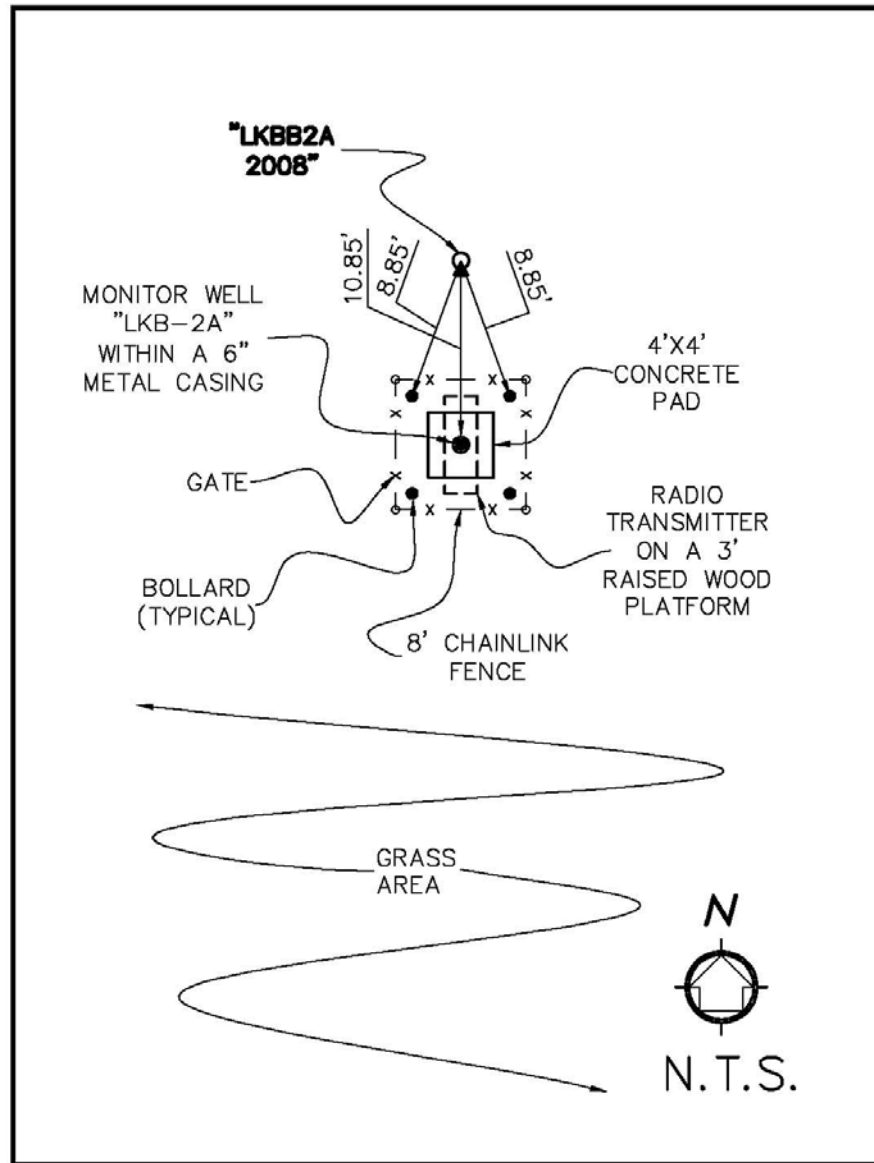 "LKBB2A
2008"
10.85'
8.85'
8.85'
MONITOR WELL
"LKB-2A"
WITHIN A 6"
METAL CASING
4'X4'
CONCRETE
PAD
GATE
RADIO
TRANSMITTER
ON A 3'
RAISED WOOD
PLATFORM
BOLLARD
(TYPICAL)
8' CHAINLINK
FENCE
GRASS
AREA
N
N.T.S.